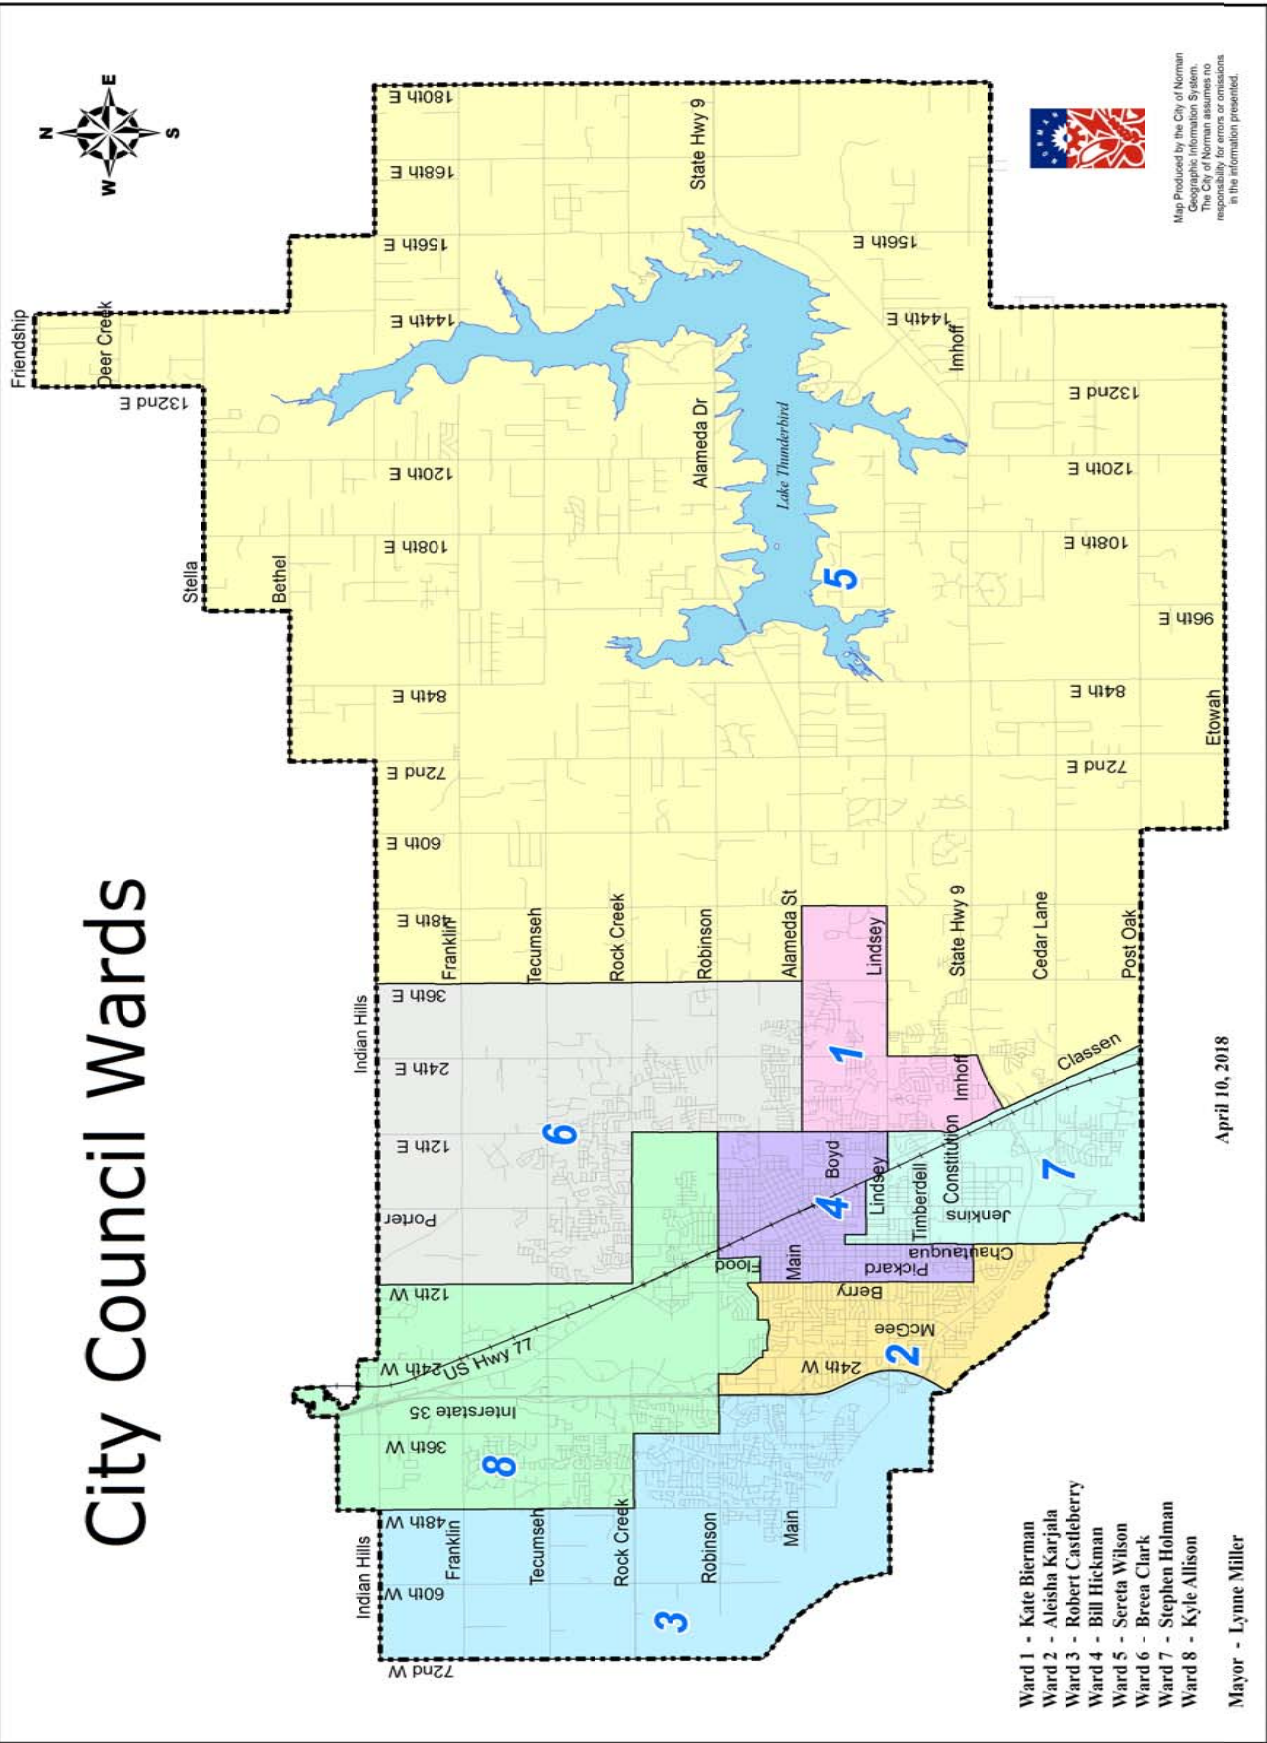 City Council Wards
N
W
E
S
Friendship
Deer Creek
132nd E
Stella
Bethel
180th E
168th E
156th E
144th E
120th E
108th E
84th E
72nd E
60th E
48th E
36th E
24th E
12th E
Porter
12th W
24th W
36th W
48th W
60th W
72nd W
Indian Hills
Indian Hills
Franklin
Tecumseh
Rock Creek
Robinson
Alameda St
Lindsey
State Hwy 9
Cedar Lane
Post Oak
Franklin
Tecumseh
Rock Creek
Robinson
Main
US Hwy 77
Interstate 35
State Hwy 9
Alameda Dr
Lake Thunderbird
156th E
144th E
Imhoff
132nd E
120th E
108th E
96th E
84th E
72nd E
Etowah
Classen
Imhoff
Constitution
Timberdell
Jenkins
Lindsey
Boyd
Main
Flood
Pickard
Chautauqua
Berry
McGee
24th W
1
2
3
4
5
6
7
8
Ward 1 - Kate Bierman
Ward 2 - Aleisha Karjala
Ward 3 - Robert Castleberry
Ward 4 - Bill Hickman
Ward 5 - Sereta Wilson
Ward 6 - Breea Clark
Ward 7 - Stephen Holman
Ward 8 - Kyle Allison
Mayor - Lynne Miller
April 10, 2018
NORMAN
Map Produced by the City of Norman
Geographic Information System.
The City of Norman assumes no
responsibility for errors or omissions
in the information presented.